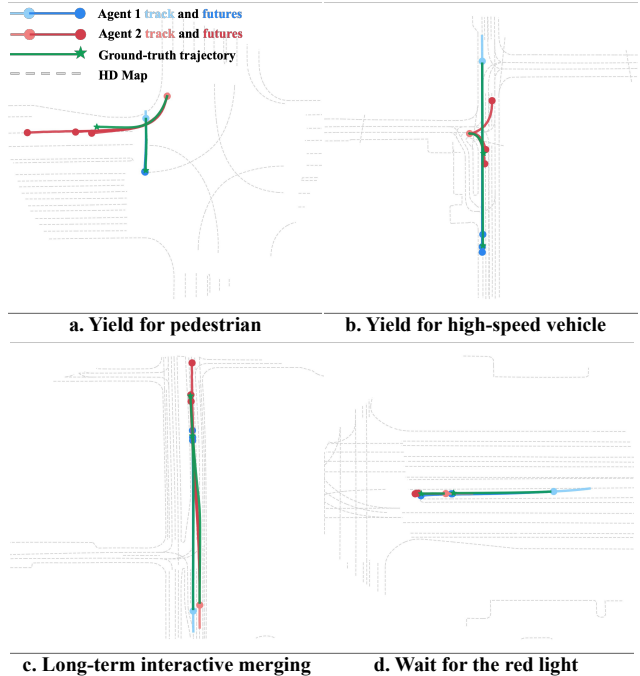 Agent 1 track and futures
Agent 2 track and futures
Ground-truth trajectory
HD Map
a. Yield for pedestrian
b. Yield for high-speed vehicle
c. Long-term interactive merging
d. Wait for the red light